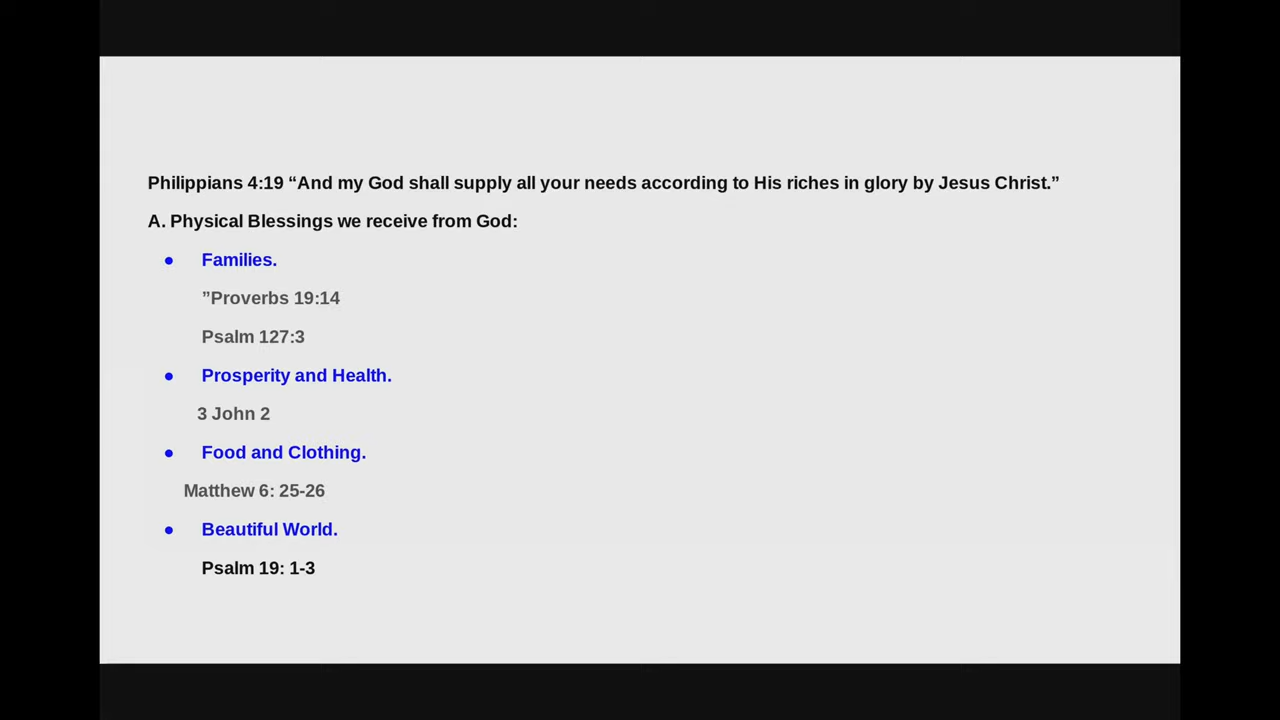 Philippians 4:19 “And my God shall supply all your needs according to His riches in glory by Jesus Christ.”
A. Physical Blessings we receive from God:
● Families.
”Proverbs 19:14
Psalm 127:3
● Prosperity and Health.
3 John 2
● Food and Clothing.
Matthew 6: 25-26
● Beautiful World.
Psalm 19: 1-3